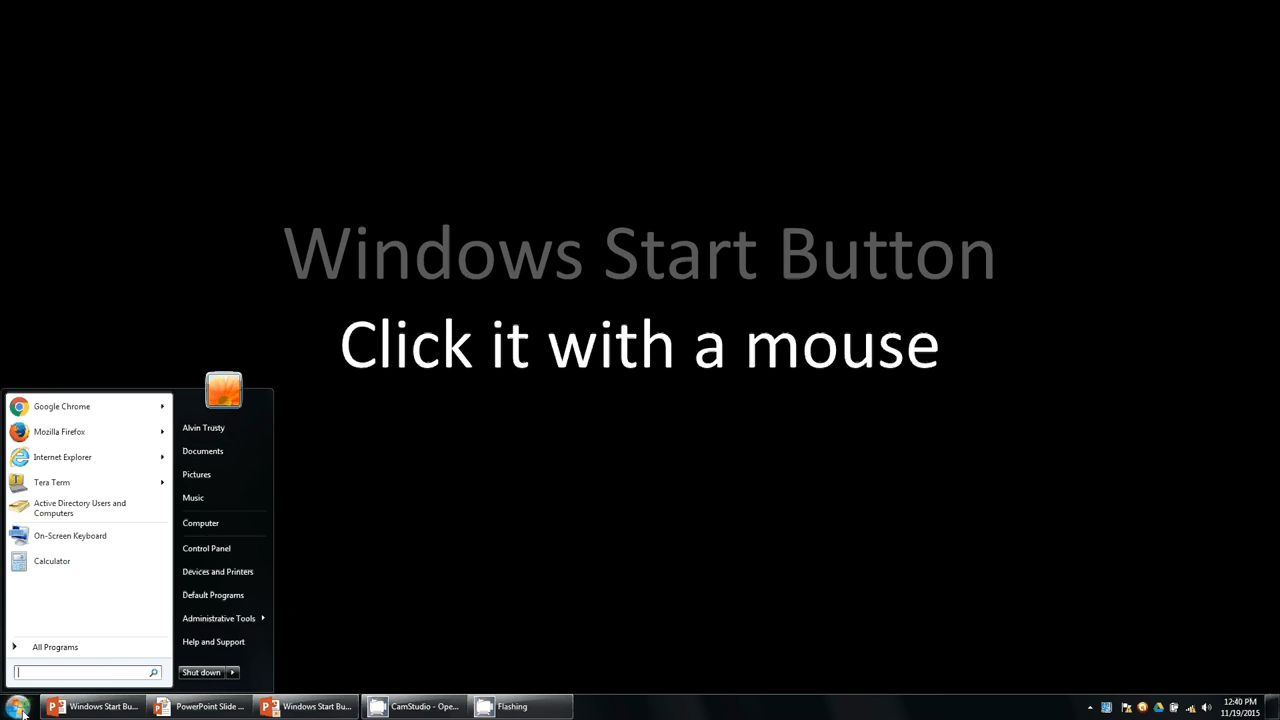 Windows Start Button
Click it with a mouse
Google Chrome
Mozilla Firefox
Internet Explorer
Tera Term
Active Directory Users and
Computers
On-Screen Keyboard
Calculator
All Programs
Alvin Trusty
Documents
Pictures
Music
Computer
Control Panel
Devices and Printers
Default Programs
Administrative Tools
Help and Support
Shut down
Windows Start Bu...
PowerPoint Slide ...
Windows Start Bu...
CamStudio - Ope...
Flashing
12:40 PM
11/19/2015